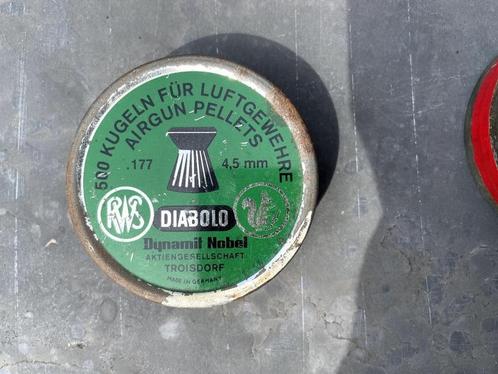 500 KUGELN FÜR LUFTGEWEHRE
AIRGUN PELLETS
.177 4,5 mm
RWS
DIABOLO
Dynamit Nobel
AKTIENGESELLSCHAFT
TROISDORF
MADE IN GERMANY